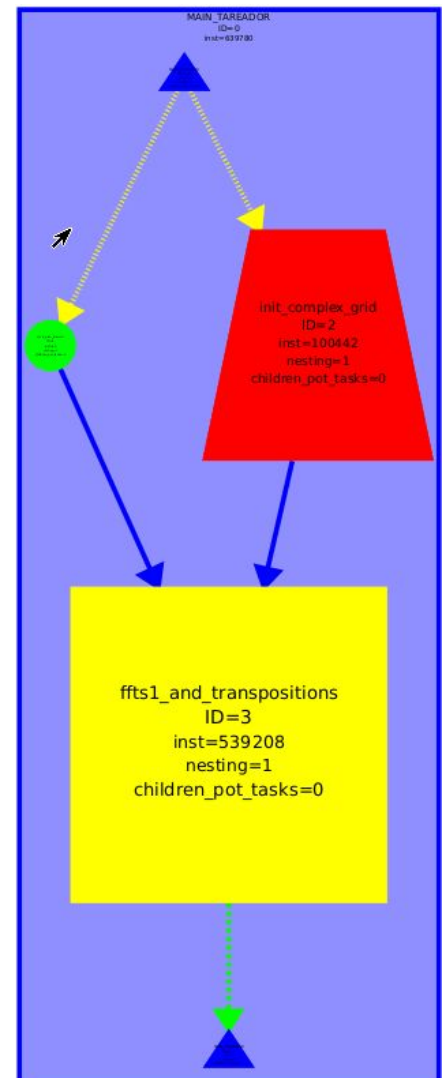 MAIN_TAREADOR
ID=0
inst=639780
init_complex_grid
ID=2
inst=100442
nesting=1
children_pot_tasks=0
ffts1_and_transpositions
ID=3
inst=539208
nesting=1
children_pot_tasks=0